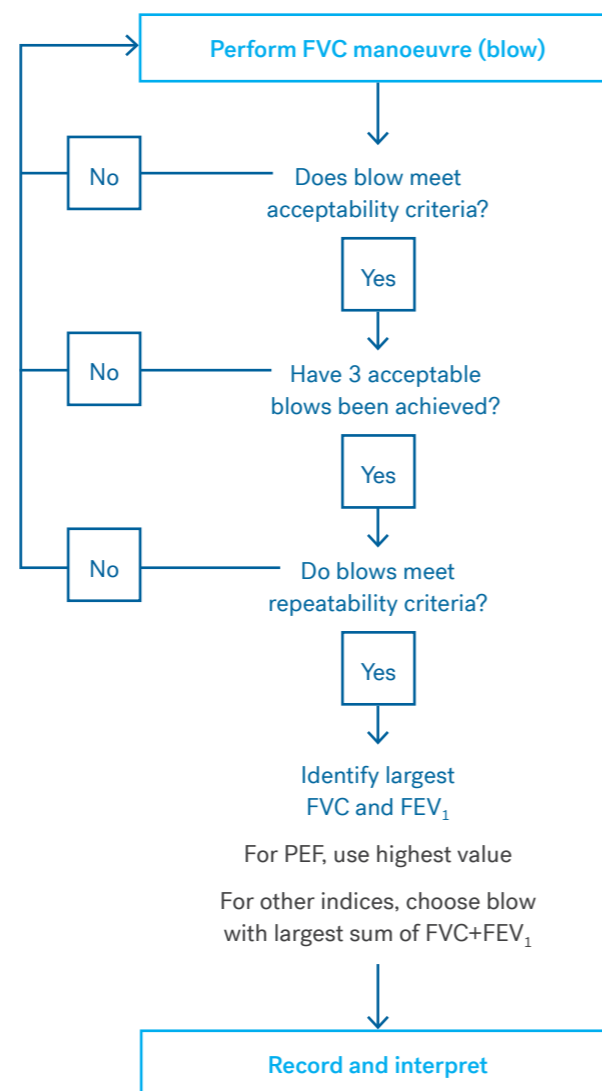 Perform FVC manoeuvre (blow)
No
Does blow meet
acceptability criteria?
Yes
No
Have 3 acceptable
blows been achieved?
Yes
No
Do blows meet
repeatability criteria?
Yes
Identify largest
FVC and FEV₁
For PEF, use highest value
For other indices, choose blow
with largest sum of FVC+FEV₁
Record and interpret